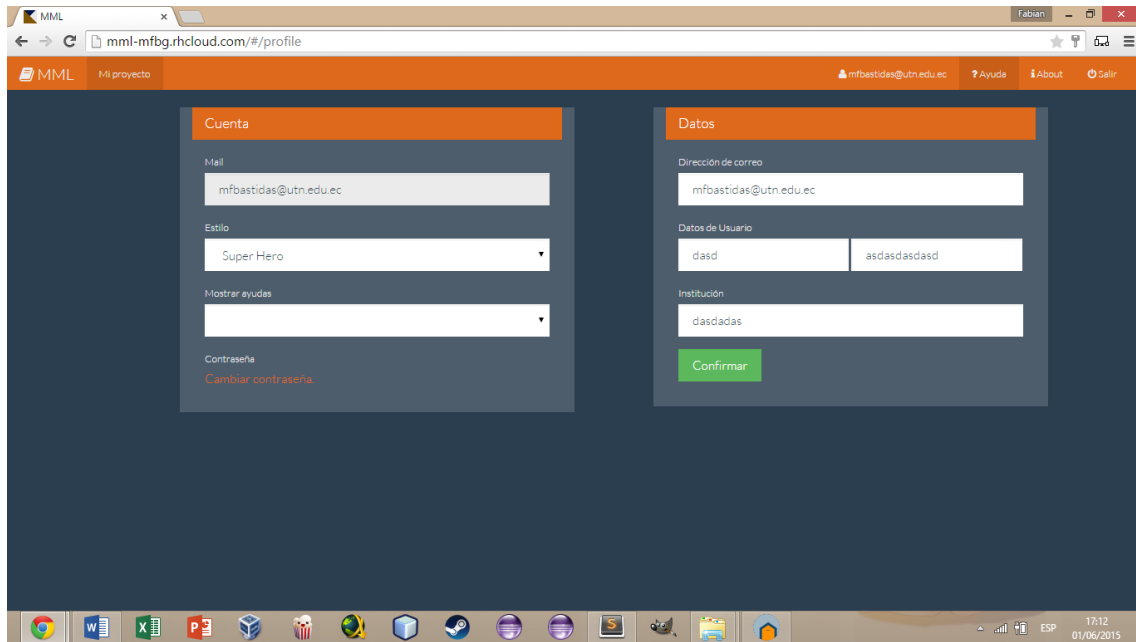 MML
Fabian
mml-mfbg.rhcloud.com/#/profile
MML Mi proyecto mfbastidas@utn.edu.ec ? Ayuda i About Salir
Cuenta
Mail
mfbastidas@utn.edu.ec
Estilo
Super Hero
Mostrar ayudas
Contraseña
Cambiar contraseña.
Datos
Dirección de correo
mfbastidas@utn.edu.ec
Datos de Usuario
dasd asdasdasdasd
Institución
dasdadas
Confirmar
ESP
17:12
01/06/2015